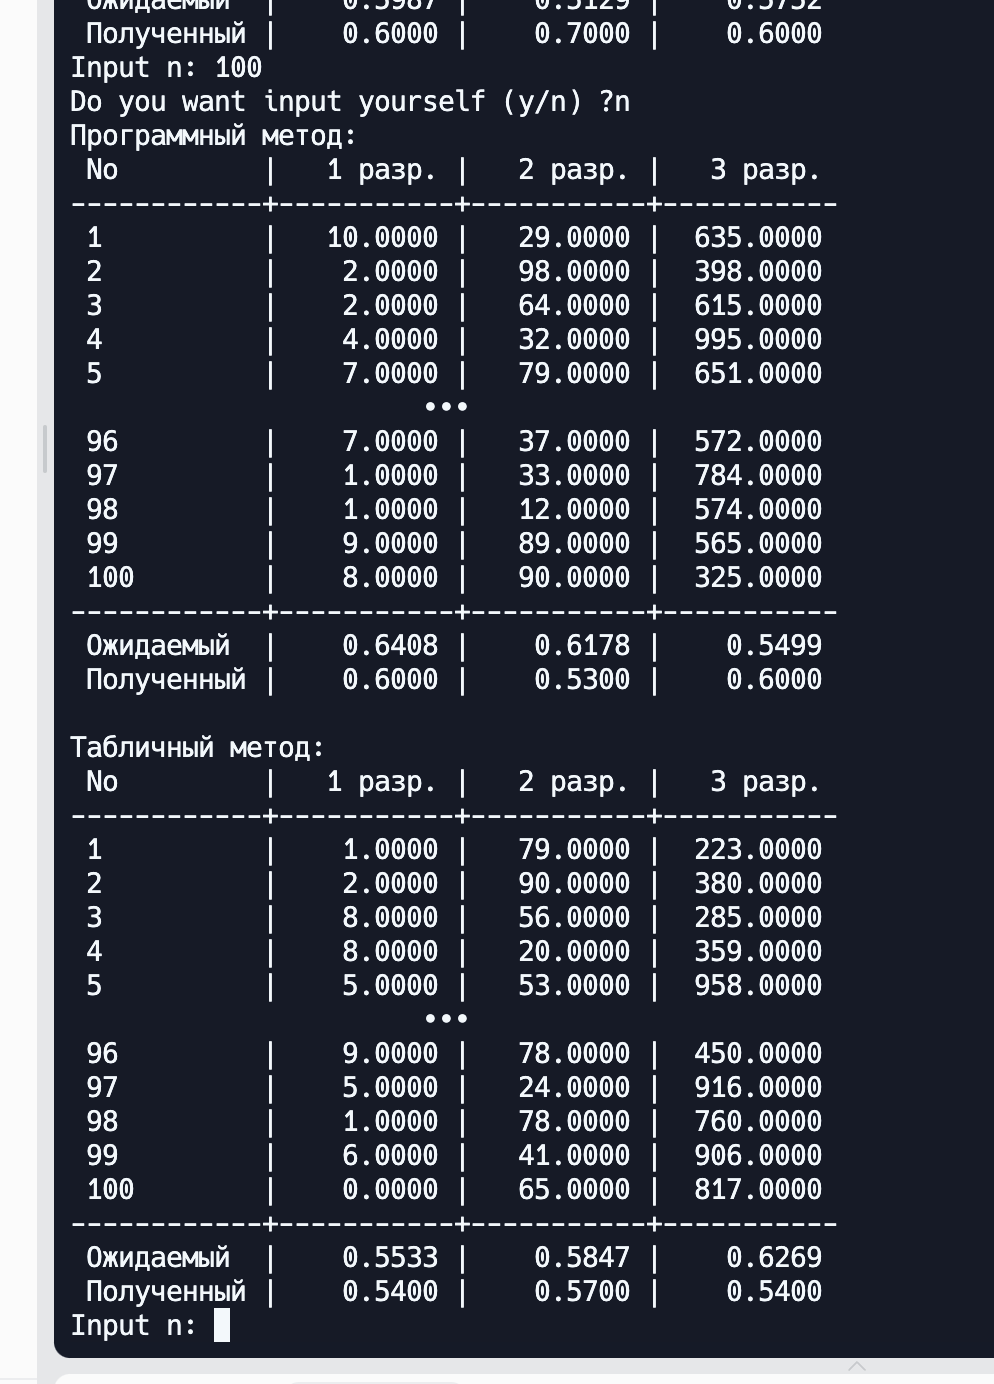 Ожидаемый | 0.5987 | 0.5129 | 0.5752
Полученный | 0.6000 | 0.7000 | 0.6000
Input n: 100
Do you want input yourself (y/n) ?n
Программный метод:
No | 1 разр. | 2 разр. | 3 разр.
------------+-----------+-----------+-----------
1 | 10.0000 | 29.0000 | 635.0000
2 | 2.0000 | 98.0000 | 398.0000
3 | 2.0000 | 64.0000 | 615.0000
4 | 4.0000 | 32.0000 | 995.0000
5 | 7.0000 | 79.0000 | 651.0000
•••
96 | 7.0000 | 37.0000 | 572.0000
97 | 1.0000 | 33.0000 | 784.0000
98 | 1.0000 | 12.0000 | 574.0000
99 | 9.0000 | 89.0000 | 565.0000
100 | 8.0000 | 90.0000 | 325.0000
------------+-----------+-----------+-----------
Ожидаемый | 0.6408 | 0.6178 | 0.5499
Полученный | 0.6000 | 0.5300 | 0.6000
Табличный метод:
No | 1 разр. | 2 разр. | 3 разр.
------------+-----------+-----------+-----------
1 | 1.0000 | 79.0000 | 223.0000
2 | 2.0000 | 90.0000 | 380.0000
3 | 8.0000 | 56.0000 | 285.0000
4 | 8.0000 | 20.0000 | 359.0000
5 | 5.0000 | 53.0000 | 958.0000
•••
96 | 9.0000 | 78.0000 | 450.0000
97 | 5.0000 | 24.0000 | 916.0000
98 | 1.0000 | 78.0000 | 760.0000
99 | 6.0000 | 41.0000 | 906.0000
100 | 0.0000 | 65.0000 | 817.0000
------------+-----------+-----------+-----------
Ожидаемый | 0.5533 | 0.5847 | 0.6269
Полученный | 0.5400 | 0.5700 | 0.5400
Input n: